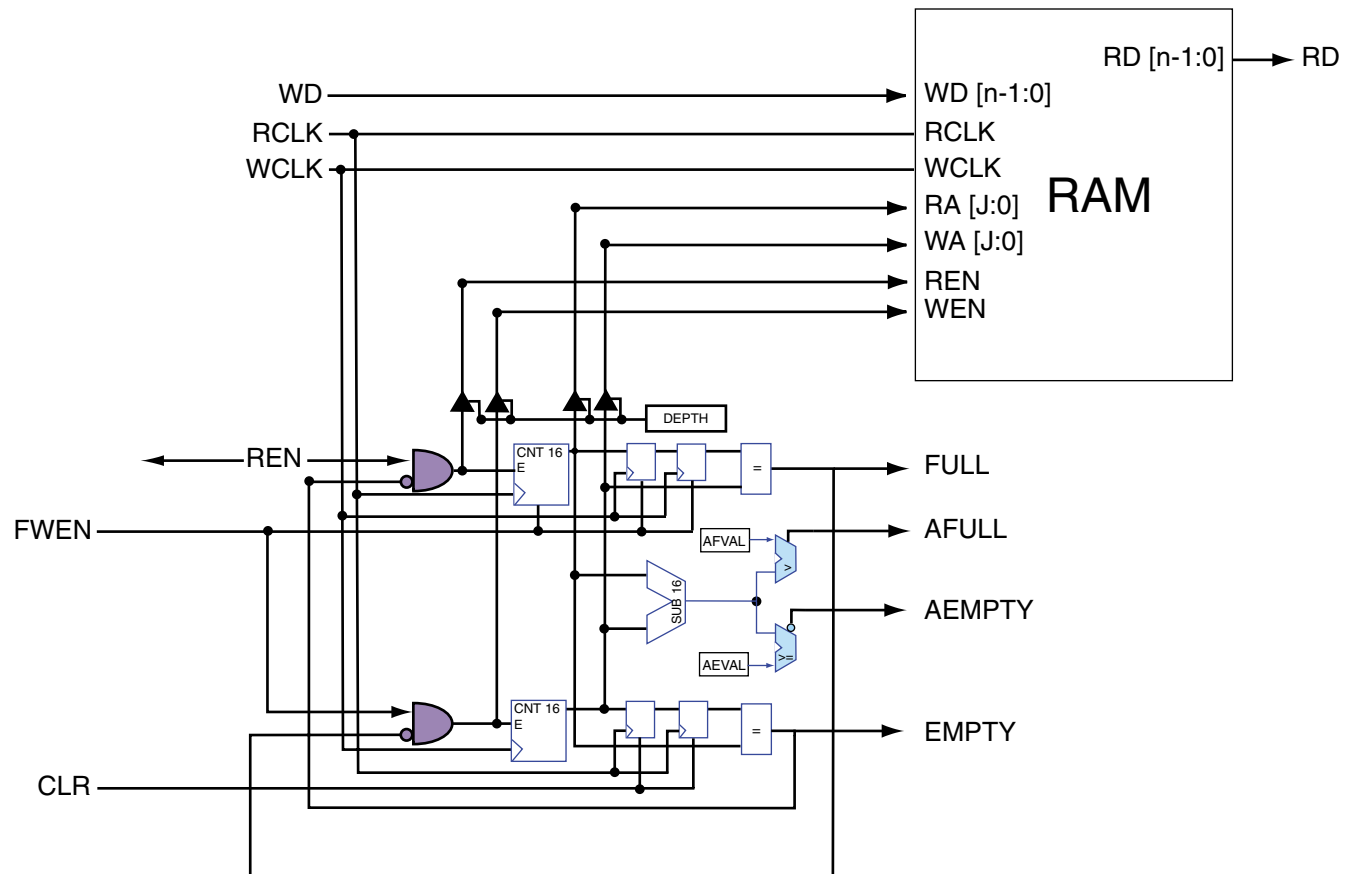 RD [n-1:0]
RD
WD
WD [n-1:0]
RCLK
RCLK
WCLK
WCLK
RAM
RA [J:0]
WA [J:0]
REN
WEN
DEPTH
REN
CNT 16
E
=
FULL
FWEN
AFVAL
>
AFULL
SUB 16
AEMPTY
AEVAL
>=
CNT 16
E
=
EMPTY
CLR